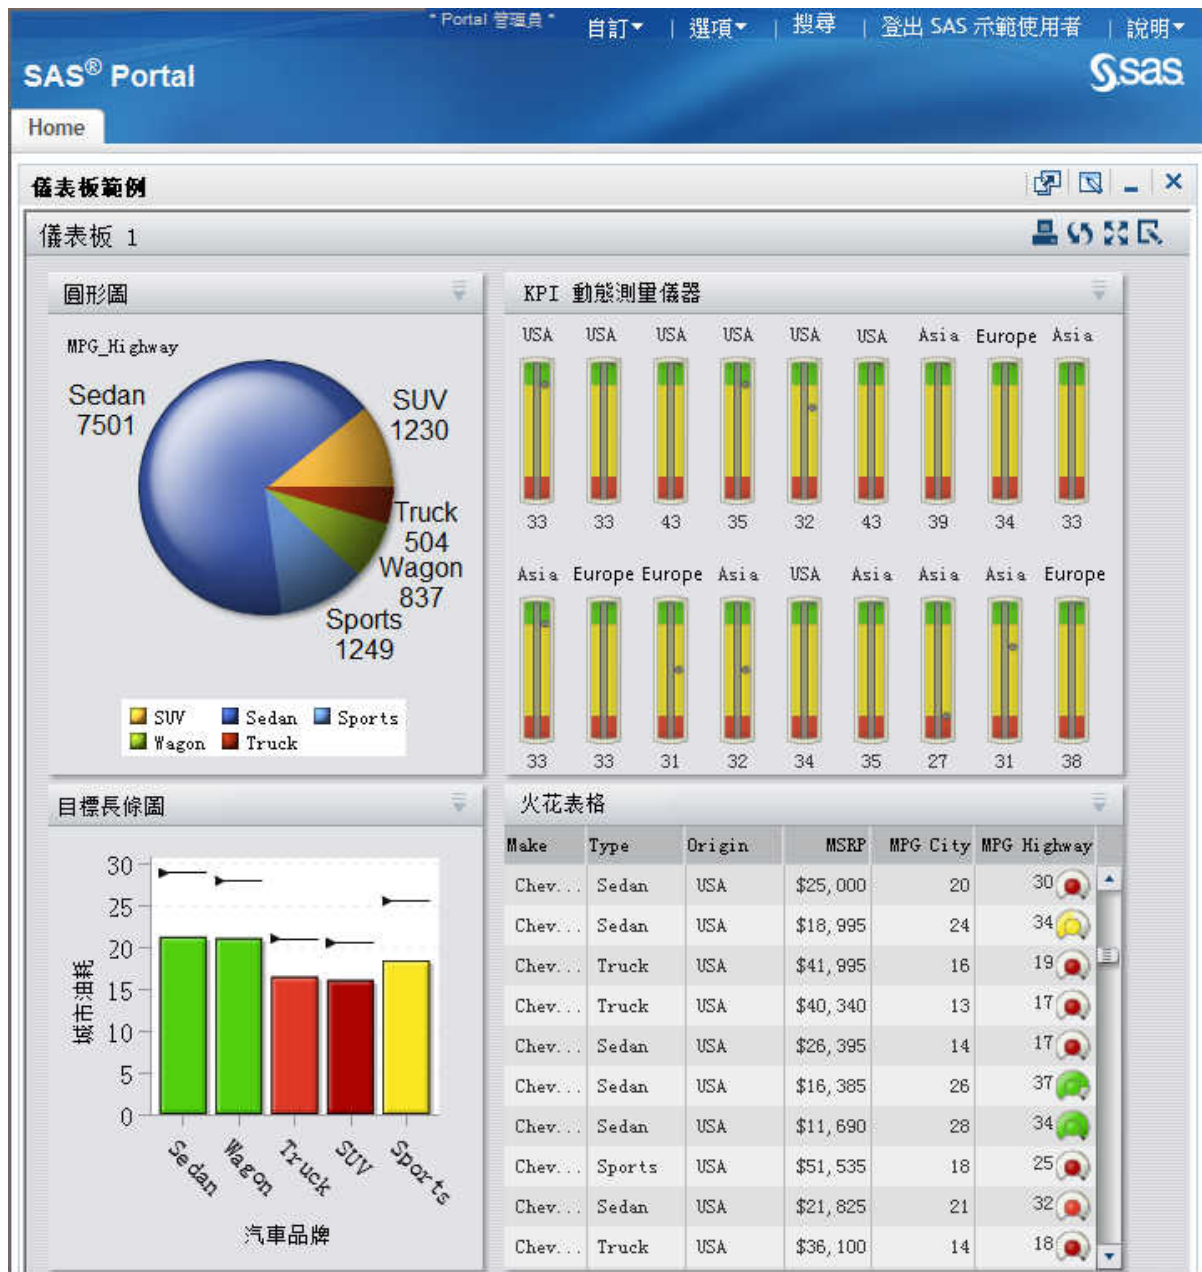 * Portal 管理員 * 自訂 | 選項 | 搜尋 | 登出 SAS 示範使用者 | 說明
SAS® Portal
sas
Home
儀表板範例
儀表板 1
圓形圖
MPG_Highway
Sedan
7501
SUV
1230
Truck
504
Wagon
837
Sports
1249
SUV Sedan Sports
Wagon Truck
KPI 動態測量儀器
USA USA USA USA USA USA Asia Europe Asia
33 33 43 35 32 43 39 34 33
Asia Europe Europe Asia USA Asia Asia Asia Europe
33 33 31 32 34 35 27 31 38
目標長條圖
30
25
20
15
10
5
0
城市油耗
Sedan Wagon Truck SUV Sports
汽車品牌
火花表格
Make Type Origin MSRP MPG City MPG Highway
Chev... Sedan USA $25,000 20 30
Chev... Sedan USA $18,995 24 34
Chev... Truck USA $41,995 16 19
Chev... Truck USA $40,340 13 17
Chev... Sedan USA $26,395 14 17
Chev... Sedan USA $16,385 26 37
Chev... Sedan USA $11,690 28 34
Chev... Sports USA $51,535 18 25
Chev... Sedan USA $21,825 21 32
Chev... Truck USA $36,100 14 18